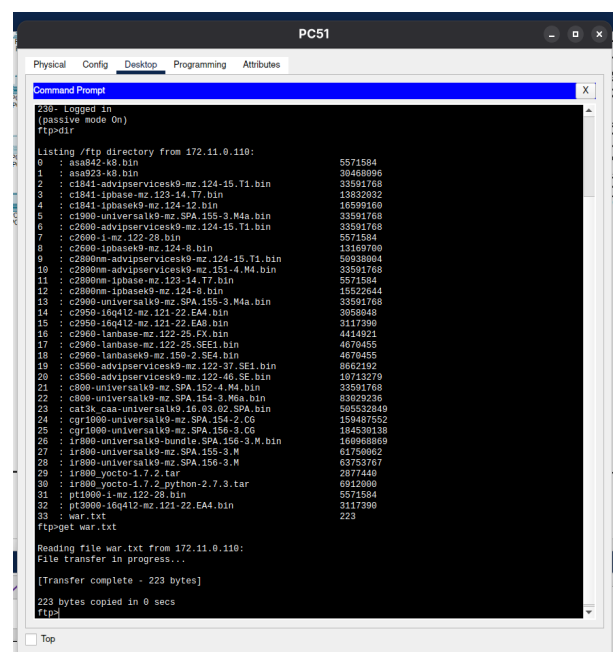 PC51
Physical Config Desktop Programming Attributes
Command Prompt X
230- Logged in
(passive mode On)
ftp>dir
Listing /ftp directory from 172.11.0.110:
0 : asa842-k8.bin 5571584
1 : asa923-k8.bin 30468096
2 : c1841-advipservicesk9-mz.124-15.T1.bin 33591768
3 : c1841-ipbase-mz.123-14.T7.bin 13832032
4 : c1841-ipbasek9-mz.124-12.bin 16599160
5 : c1900-universalk9-mz.SPA.155-3.M4a.bin 33591768
6 : c2600-advipservicesk9-mz.124-15.T1.bin 33591768
7 : c2600-i-mz.122-28.bin 5571584
8 : c2600-ipbasek9-mz.124-8.bin 13169700
9 : c2800nm-advipservicesk9-mz.124-15.T1.bin 50938004
10 : c2800nm-advipservicesk9-mz.151-4.M4.bin 33591768
11 : c2800nm-ipbase-mz.123-14.T7.bin 5571584
12 : c2800nm-ipbasek9-mz.124-8.bin 15522644
13 : c2900-universalk9-mz.SPA.155-3.M4a.bin 33591768
14 : c2950-i6q4l2-mz.121-22.EA4.bin 3058048
15 : c2950-i6q4l2-mz.121-22.EA8.bin 3117390
16 : c2960-lanbase-mz.122-25.FX.bin 4414921
17 : c2960-lanbase-mz.122-25.SEE1.bin 4670455
18 : c2960-lanbasek9-mz.150-2.SE4.bin 4670455
19 : c3560-advipservicesk9-mz.122-37.SE1.bin 8662192
20 : c3560-advipservicesk9-mz.122-46.SE.bin 10713279
21 : c800-universalk9-mz.SPA.152-4.M4.bin 33591768
22 : c800-universalk9-mz.SPA.154-3.M6a.bin 83029236
23 : cat3k_caa-universalk9.16.03.02.SPA.bin 505532849
24 : cgr1000-universalk9-mz.SPA.154-2.CG 159487552
25 : cgr1000-universalk9-mz.SPA.156-3.CG 184530138
26 : ir800-universalk9-bundle.SPA.156-3.M.bin 160968869
27 : ir800-universalk9-mz.SPA.155-3.M 61750062
28 : ir800-universalk9-mz.SPA.156-3.M 63753767
29 : ir800_yocto-1.7.2.tar 2877440
30 : ir800_yocto-1.7.2_python-2.7.3.tar 6912000
31 : pt1000-i-mz.122-28.bin 5571584
32 : pt3000-i6q4l2-mz.121-22.EA4.bin 3117390
33 : war.txt 223
ftp>get war.txt
Reading file war.txt from 172.11.0.110:
File transfer in progress...
[Transfer complete - 223 bytes]
223 bytes copied in 0 secs
ftp>
Top